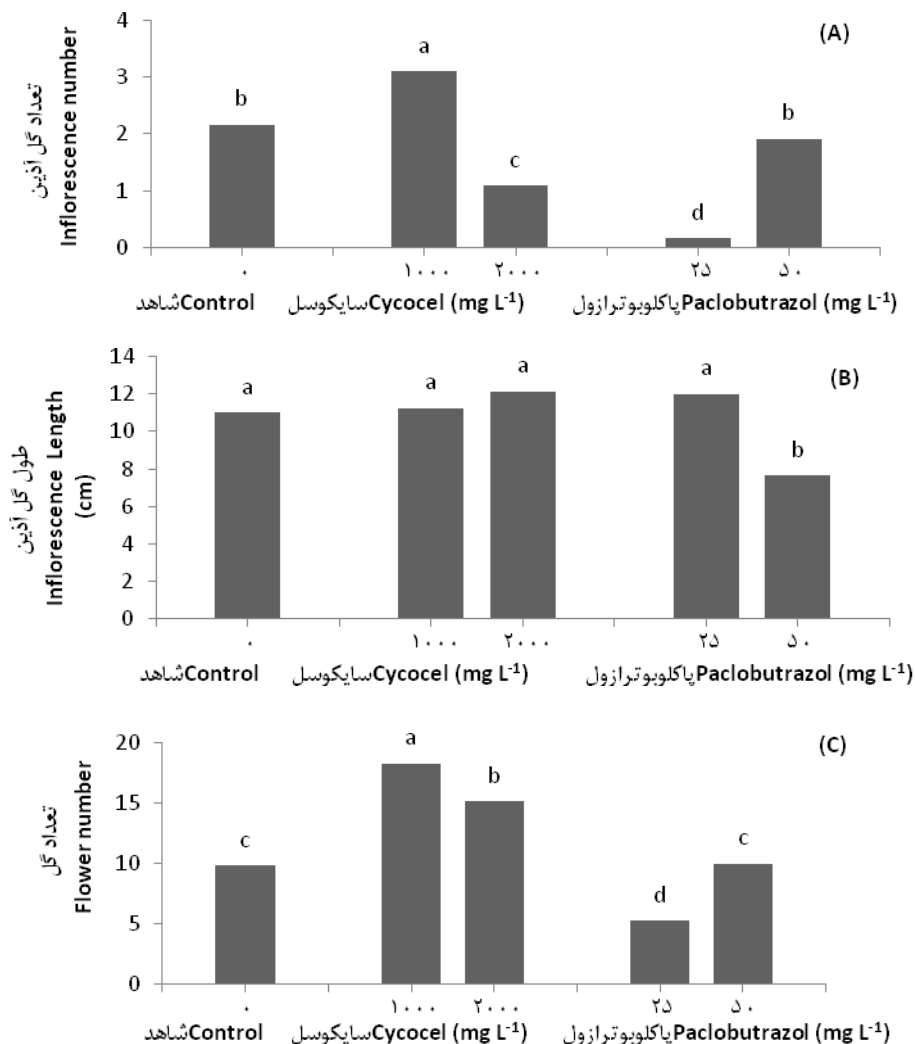 (A)
تعداد گل آذین
Inflorescence number
4
3
2
1
0
b
a
c
d
b
۰
۱۰۰۰
۲۰۰۰
۲۵
۵۰
شاهدControl
سایکوسلCycocel (mg L-1)
پاکلوبوترازولPaclobutrazol (mg L-1)
(B)
طول گل آذین
Inflorescence Length
(cm)
14
12
10
8
6
4
2
0
a
a
a
a
b
۰
۱۰۰۰
۲۰۰۰
۲۵
۵۰
شاهدControl
سایکوسلCycocel (mg L-1)
پاکلوبوترازولPaclobutrazol (mg L-1)
(C)
تعداد گل
Flower number
20
15
10
5
0
c
a
b
d
c
۰
۱۰۰۰
۲۰۰۰
۲۵
۵۰
شاهدControl
سایکوسلCycocel (mg L-1)
پاکلوبوترازولPaclobutrazol (mg L-1)